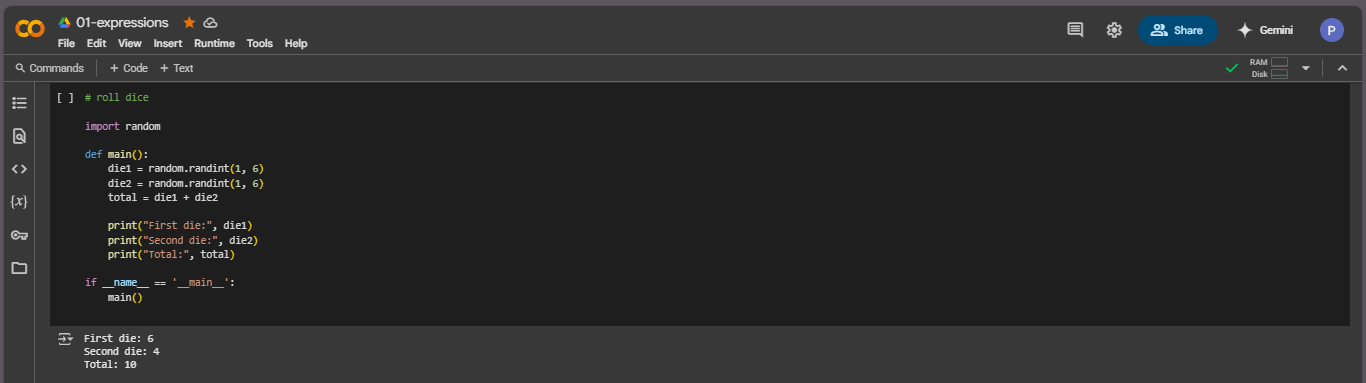 01-expressions
File Edit View Insert Runtime Tools Help
Share
Gemini
P
Commands + Code + Text
RAM
Disk
[ ] # roll dice
import random
def main():
    die1 = random.randint(1, 6)
    die2 = random.randint(1, 6)
    total = die1 + die2
    print("First die:", die1)
    print("Second die:", die2)
    print("Total:", total)
if __name__ == '__main__':
    main()
{x}
First die: 6
Second die: 4
Total: 10